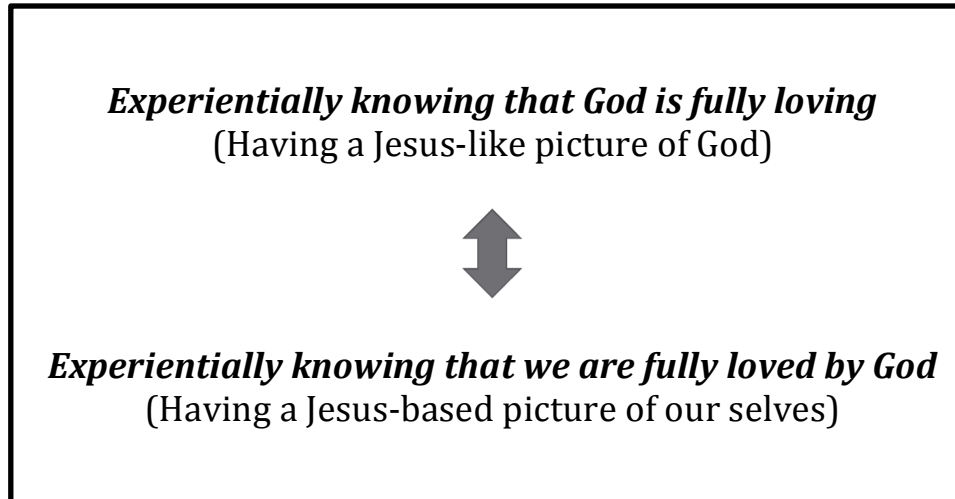 Experientially knowing that God is fully loving
(Having a Jesus-like picture of God)
Experientially knowing that we are fully loved by God
(Having a Jesus-based picture of our selves)